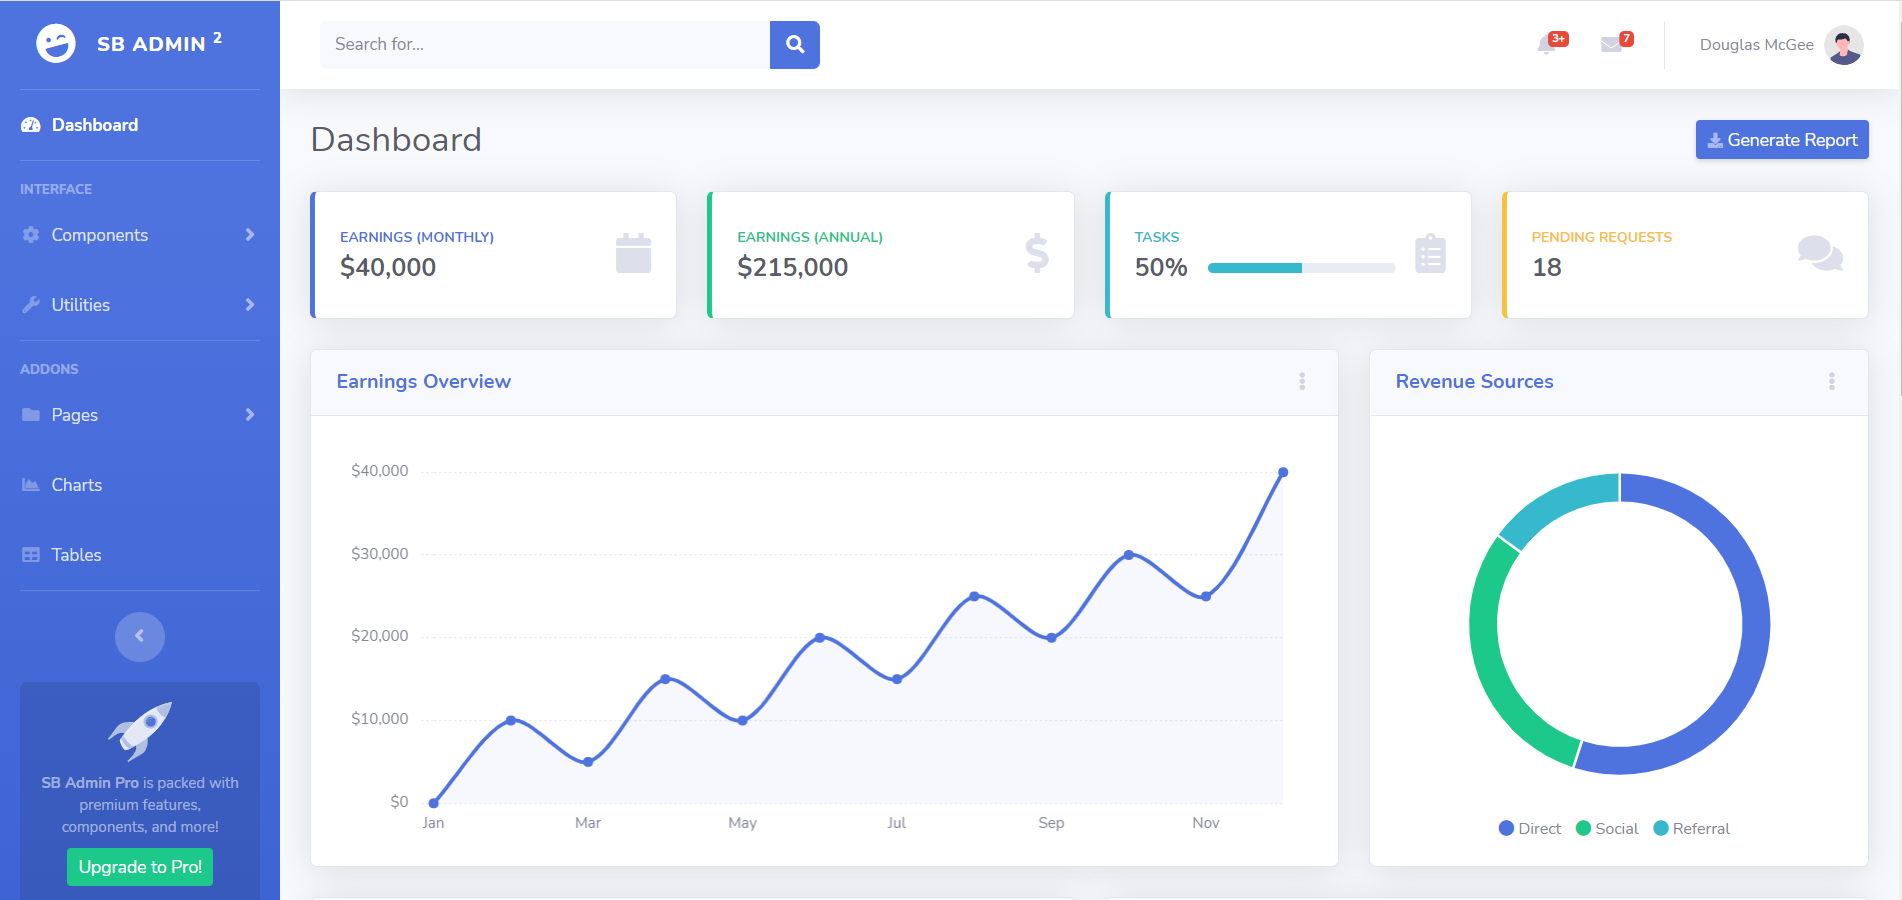 SB ADMIN 2
Search for...
3+
7
Douglas McGee
Dashboard
INTERFACE
Components
Utilities
ADDONS
Pages
Charts
Tables
SB Admin Pro is packed with
premium features,
components, and more!
Upgrade to Pro!
Dashboard
Generate Report
EARNINGS (MONTHLY)
$40,000
EARNINGS (ANNUAL)
$215,000
TASKS
50%
PENDING REQUESTS
18
Earnings Overview
$40,000
$30,000
$20,000
$10,000
$0
Jan Mar May Jul Sep Nov
Revenue Sources
Direct Social Referral